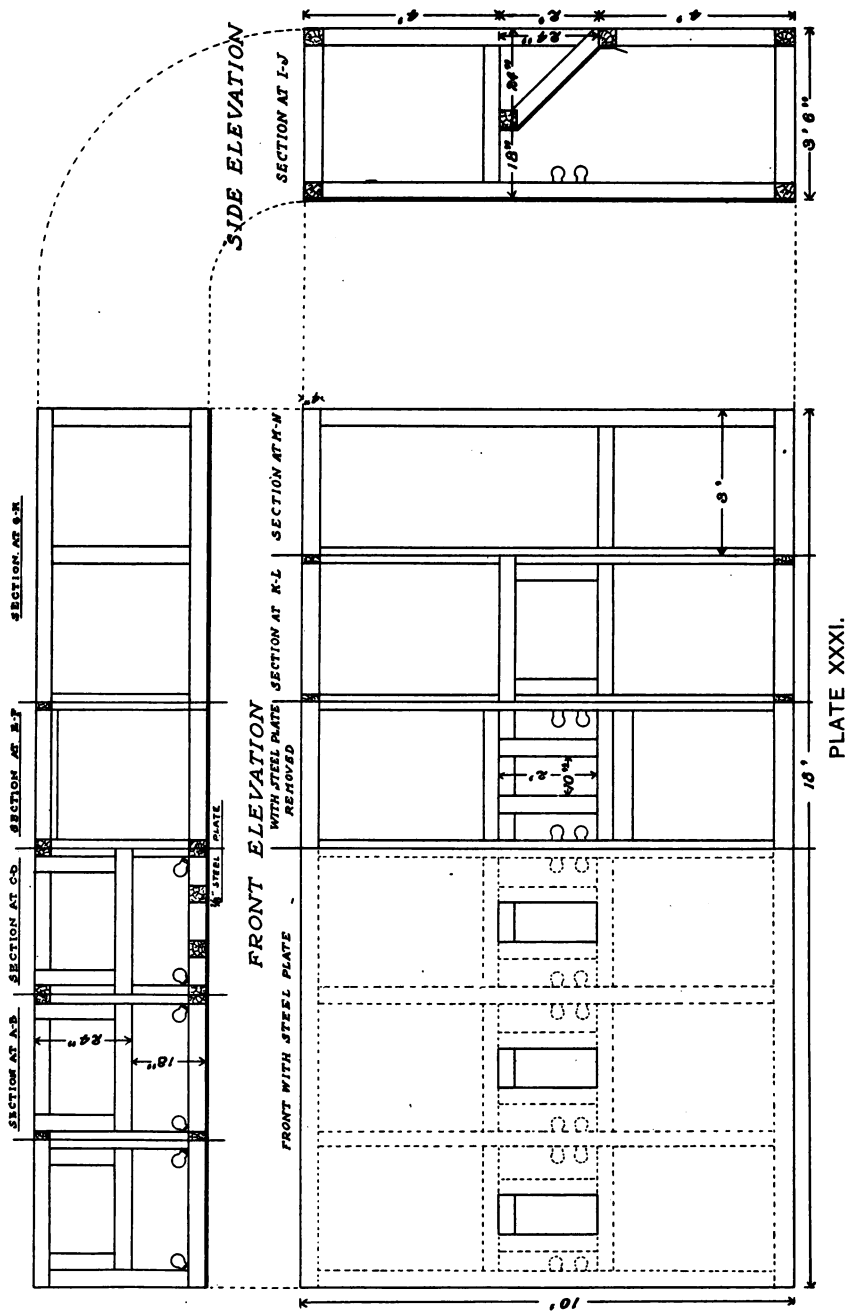 SIDE ELEVATION
SECTION AT I-J
4'
2'
4'
24"
24"
18"
3'6"
SECTION AT A-B
SECTION AT C-D
SECTION AT E-F
SECTION AT G-H
24"
18"
⅛" STEEL PLATE
FRONT ELEVATION
FRONT WITH STEEL PLATE
WITH STEEL PLATE
REMOVED
SECTION AT K-L
SECTION AT M-N
4"
3'
2'
18'
10'
PLATE XXXI.